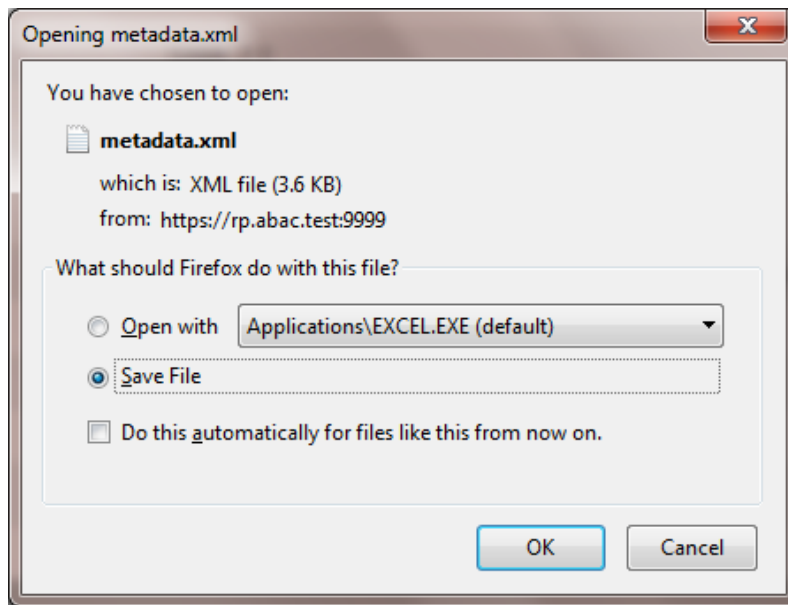 Opening metadata.xml
You have chosen to open:
metadata.xml
which is: XML file (3.6 KB)
from: https://rp.abac.test:9999
What should Firefox do with this file?
Open with Applications\EXCEL.EXE (default)
Save File
Do this automatically for files like this from now on.
OK Cancel